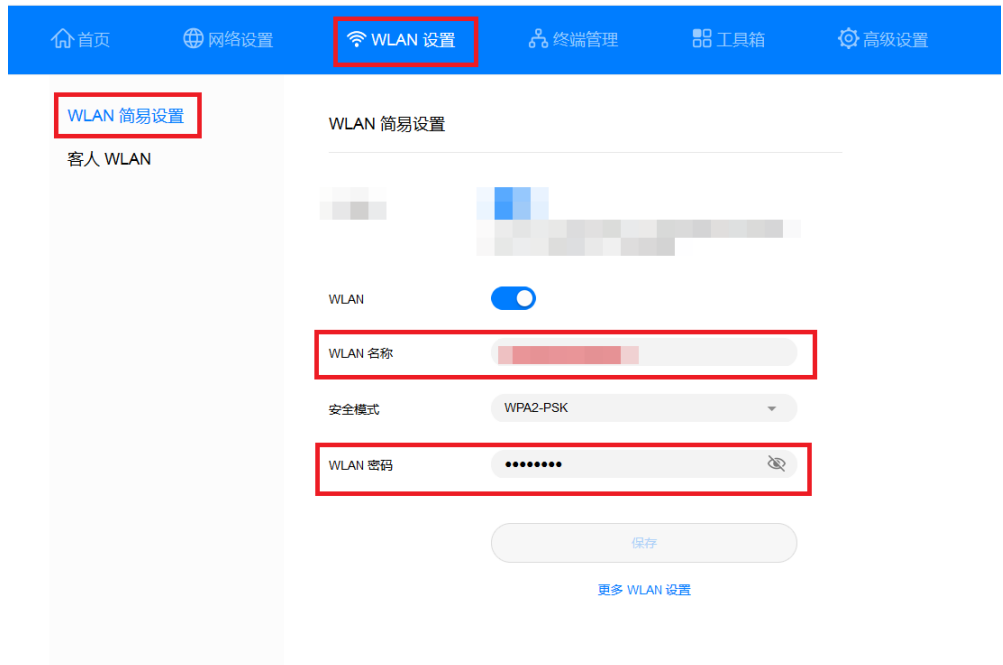 首页 网络设置 WLAN 设置 终端管理 工具箱 高级设置
WLAN 简易设置
客人 WLAN
WLAN 简易设置
WLAN
WLAN 名称
安全模式 WPA2-PSK
WLAN 密码 ••••••••
保存
更多 WLAN 设置